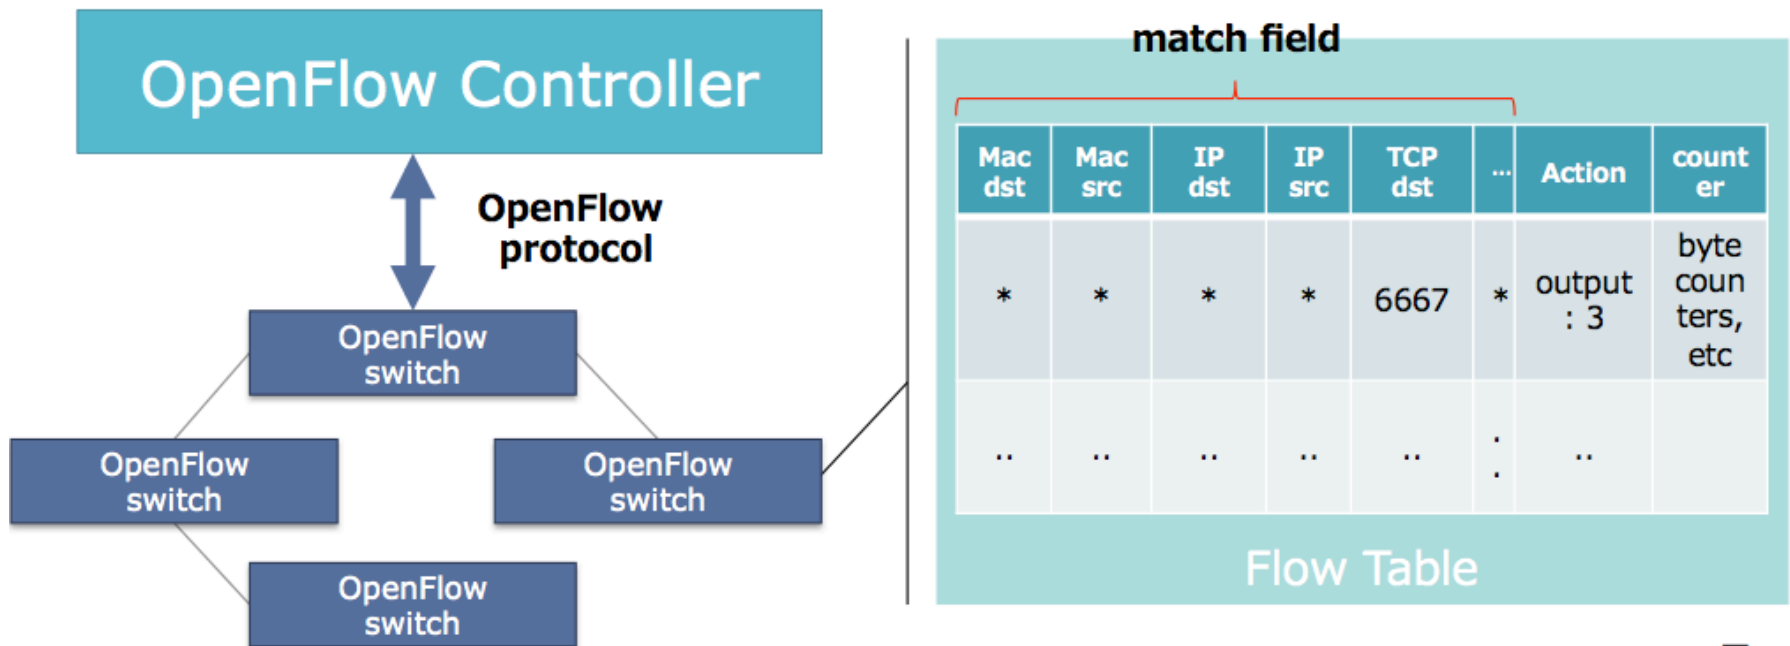 OpenFlow Controller
OpenFlow
protocol
OpenFlow
switch
OpenFlow
switch
OpenFlow
switch
OpenFlow
switch
match field
Mac
dst
Mac
src
IP
dst
IP
src
TCP
dst
...
Action
count
er
*
*
*
*
6667
*
output
: 3
byte
coun
ters,
etc
..
..
..
..
..
.
.
..
Flow Table